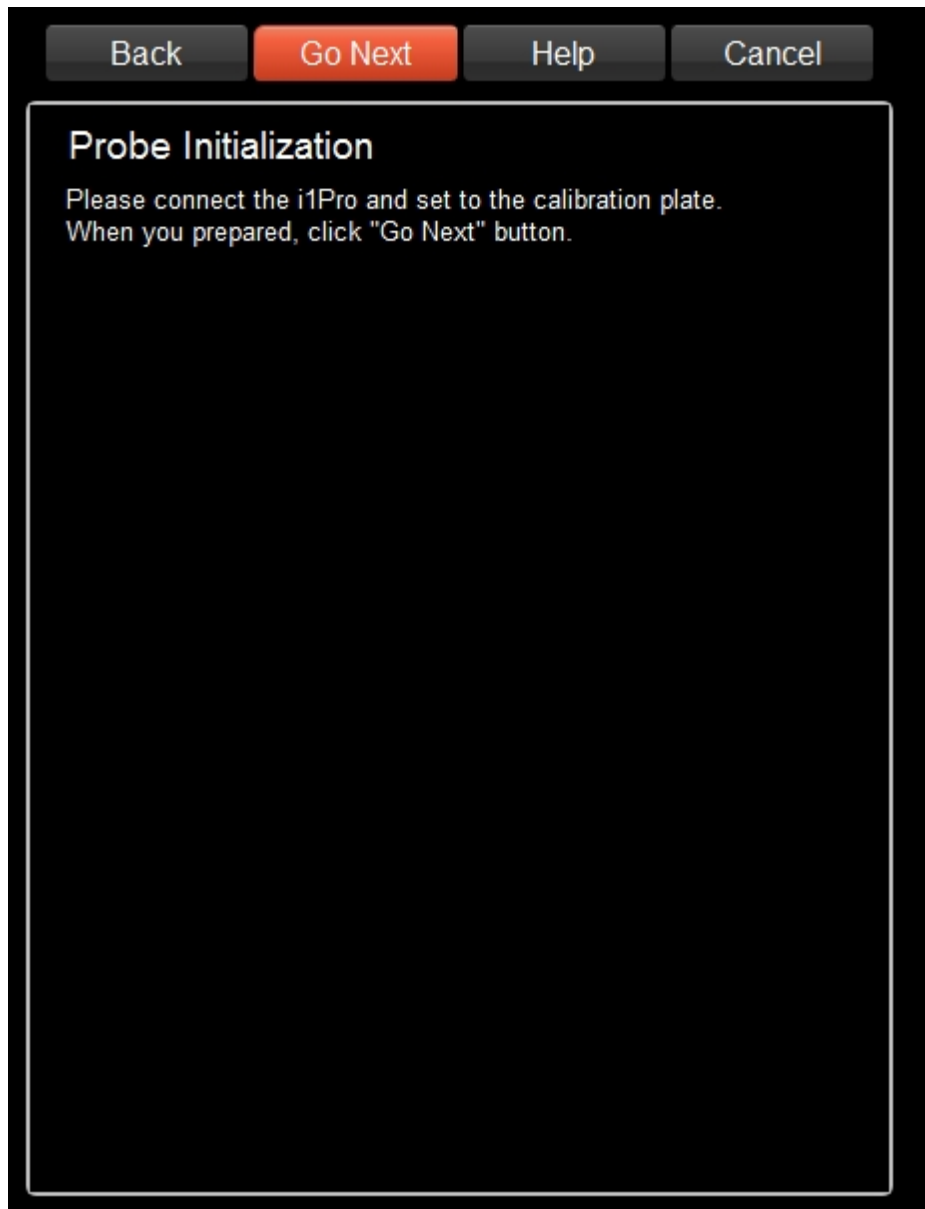 Back Go Next Help Cancel
Probe Initialization
Please connect the i1Pro and set to the calibration plate.
When you prepared, click "Go Next" button.